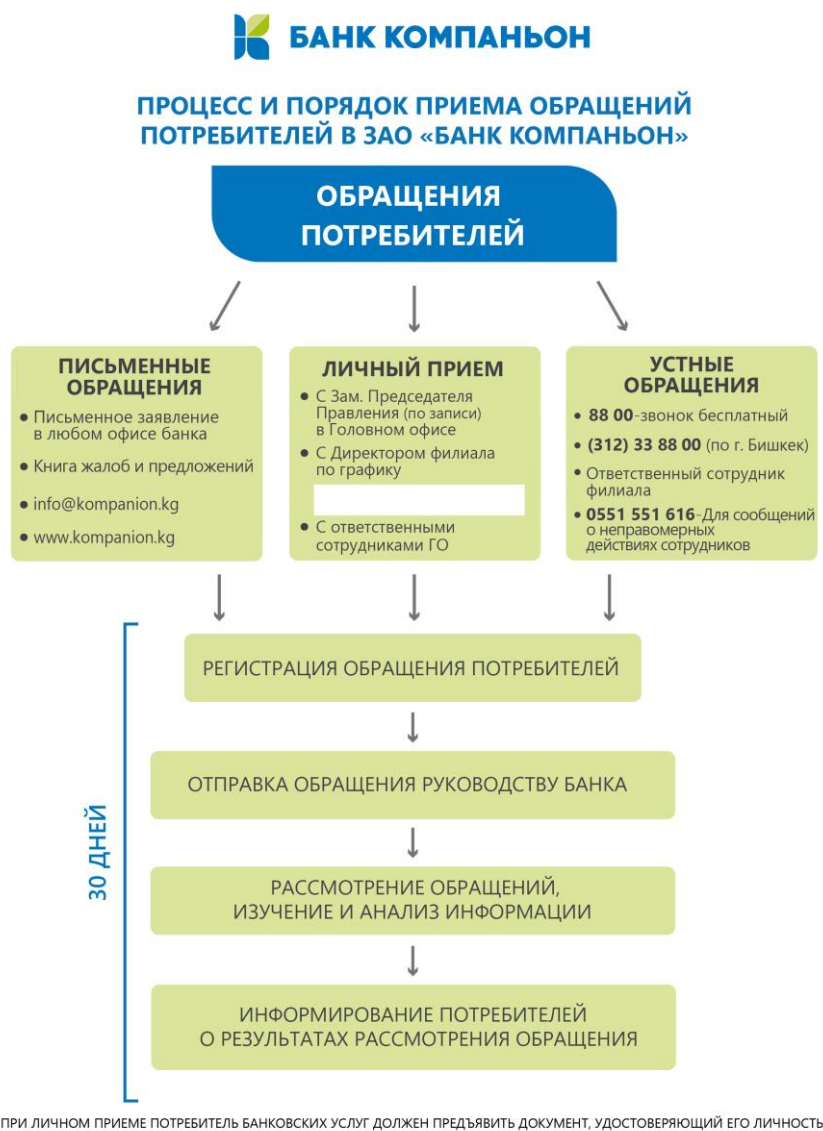 БАНК КОМПАНЬОН
ПРОЦЕСС И ПОРЯДОК ПРИЕМА ОБРАЩЕНИЙ
ПОТРЕБИТЕЛЕЙ В ЗАО «БАНК КОМПАНЬОН»
ОБРАЩЕНИЯ
ПОТРЕБИТЕЛЕЙ
ПИСЬМЕННЫЕ
ОБРАЩЕНИЯ
• Письменное заявление
в любом офисе банка
• Книга жалоб и предложений
• info@kompanion.kg
• www.kompanion.kg
ЛИЧНЫЙ ПРИЕМ
• С Зам. Председателя
Правления (по записи)
в Головном офисе
• С Директором филиала
по графику
• С ответственными
сотрудниками ГО
УСТНЫЕ
ОБРАЩЕНИЯ
• 88 00-звонок бесплатный
• (312) 33 88 00 (по г. Бишкек)
• Ответственный сотрудник
филиала
• 0551 551 616-Для сообщений
о неправомерных
действиях сотрудников
30 ДНЕЙ
РЕГИСТРАЦИЯ ОБРАЩЕНИЯ ПОТРЕБИТЕЛЕЙ
ОТПРАВКА ОБРАЩЕНИЯ РУКОВОДСТВУ БАНКА
РАССМОТРЕНИЕ ОБРАЩЕНИЙ,
ИЗУЧЕНИЕ И АНАЛИЗ ИНФОРМАЦИИ
ИНФОРМИРОВАНИЕ ПОТРЕБИТЕЛЕЙ
О РЕЗУЛЬТАТАХ РАССМОТРЕНИЯ ОБРАЩЕНИЯ
ПРИ ЛИЧНОМ ПРИЕМЕ ПОТРЕБИТЕЛЬ БАНКОВСКИХ УСЛУГ ДОЛЖЕН ПРЕДЪЯВИТЬ ДОКУМЕНТ, УДОСТОВЕРЯЮЩИЙ ЕГО ЛИЧНОСТЬ